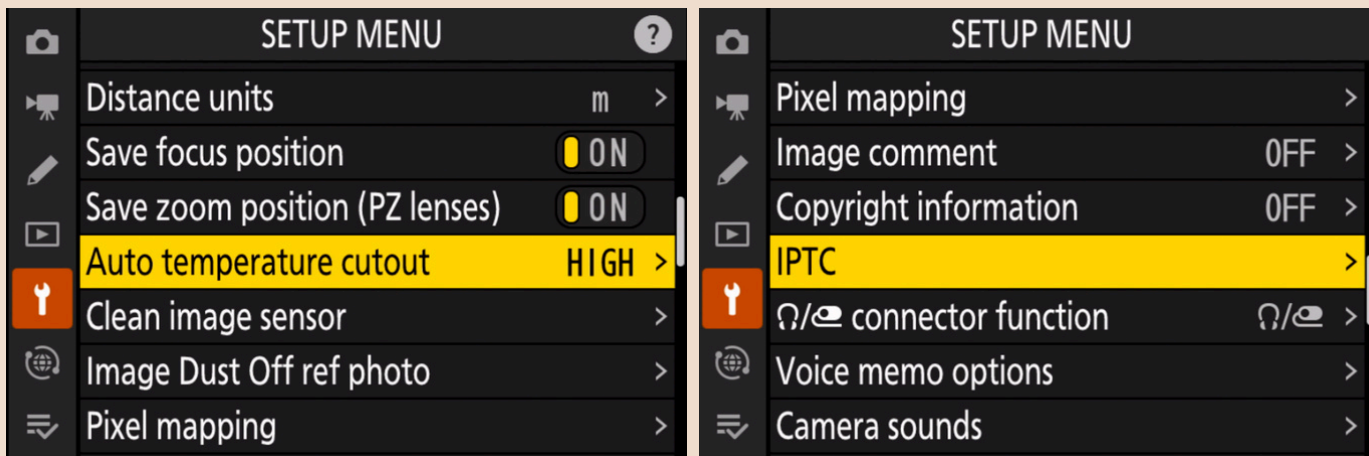 SETUP MENU ?
Distance units m >
Save focus position ON
Save zoom position (PZ lenses) ON
Auto temperature cutout HIGH >
Clean image sensor >
Image Dust Off ref photo >
Pixel mapping >
SETUP MENU
Pixel mapping >
Image comment OFF >
Copyright information OFF >
IPTC >
/ connector function / >
Voice memo options >
Camera sounds >